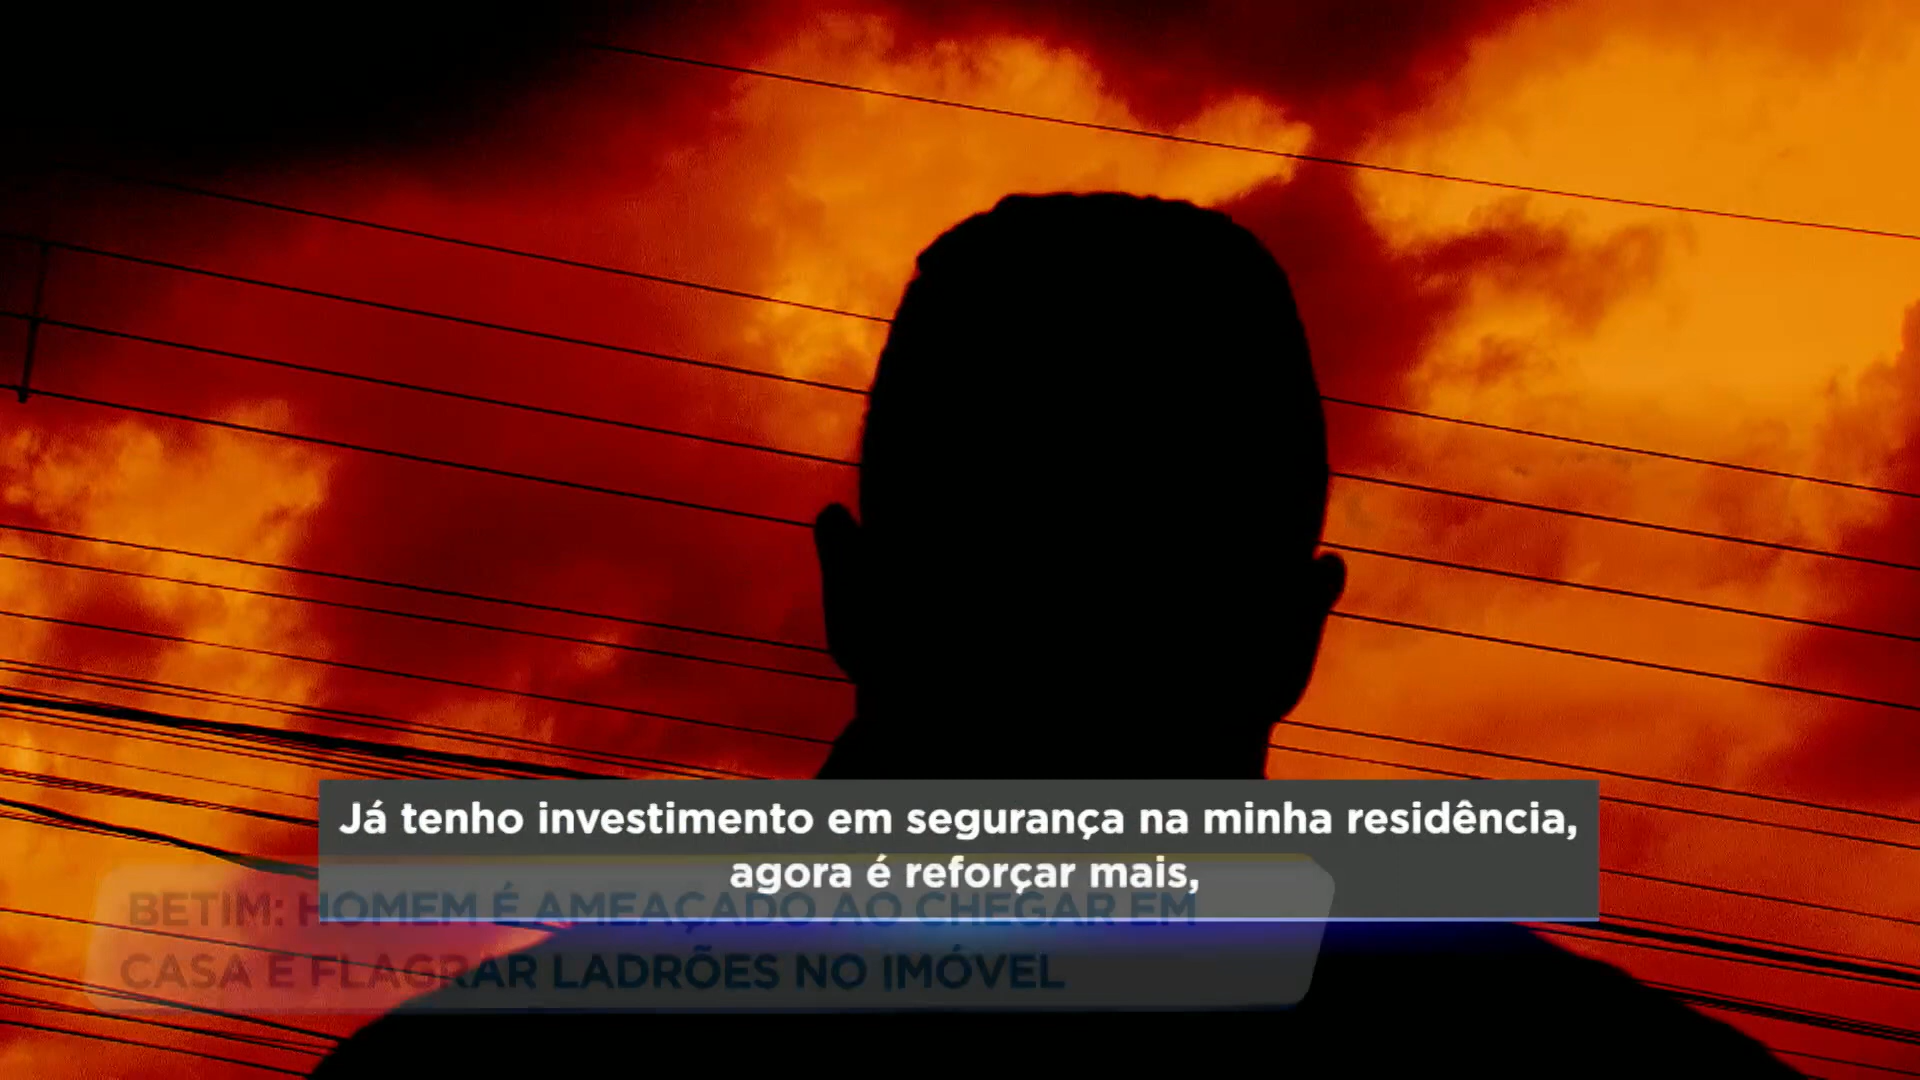 Já tenho investimento em segurança na minha residência,
agora é reforçar mais,
BETIM: HOMEM É AMEAÇADO AO CHEGAR EM
CASA E FLAGRAR LADRÕES NO IMÓVEL